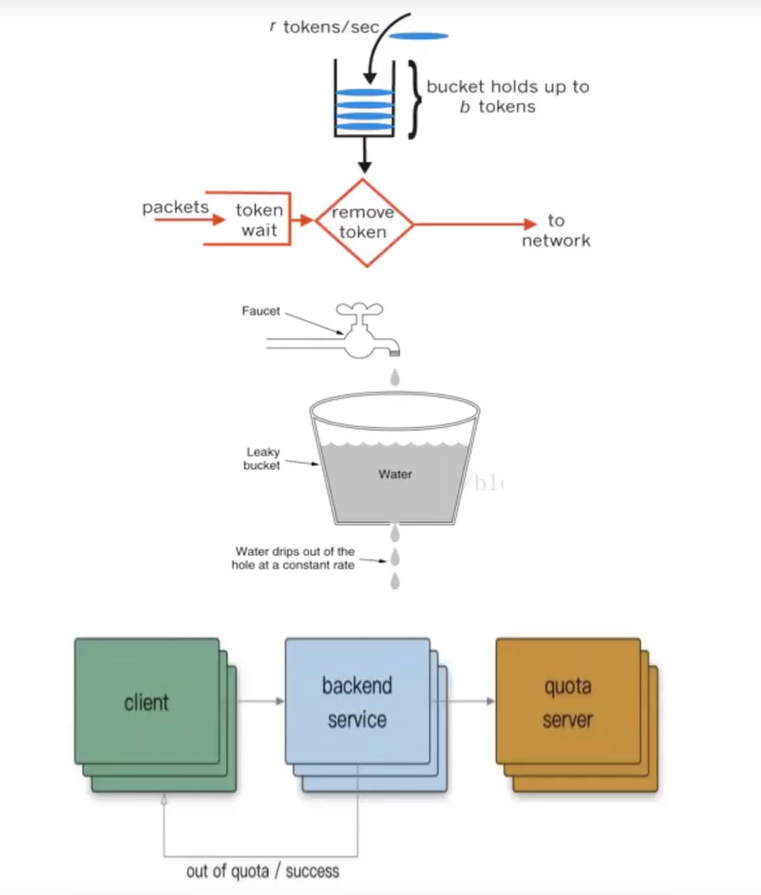 r tokens/sec
bucket holds up to
b tokens
packets
token
wait
remove
token
to
network
Faucet
Leaky
bucket
Water
Water drips out of the
hole at a constant rate
client
backend
service
quota
server
out of quota / success